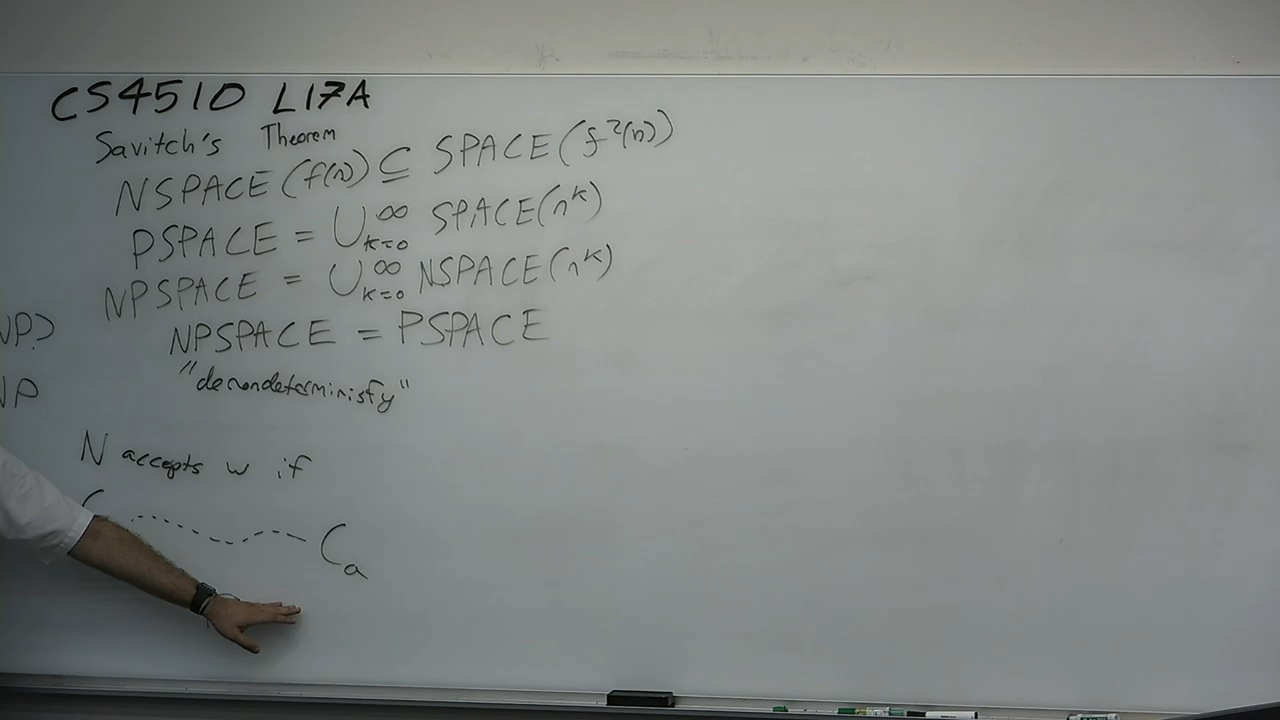 CS4510 L17A
Savitch's Theorem
NSPACE(f(n)) ⊆ SPACE(f²(n))
PSPACE = ⋃_{k=0}^∞ SPACE(n^k)
NPSPACE = ⋃_{k=0}^∞ NSPACE(n^k)
NPSPACE = PSPACE
"denondeterministfy"
N accepts w if
C_a
NP?
NP